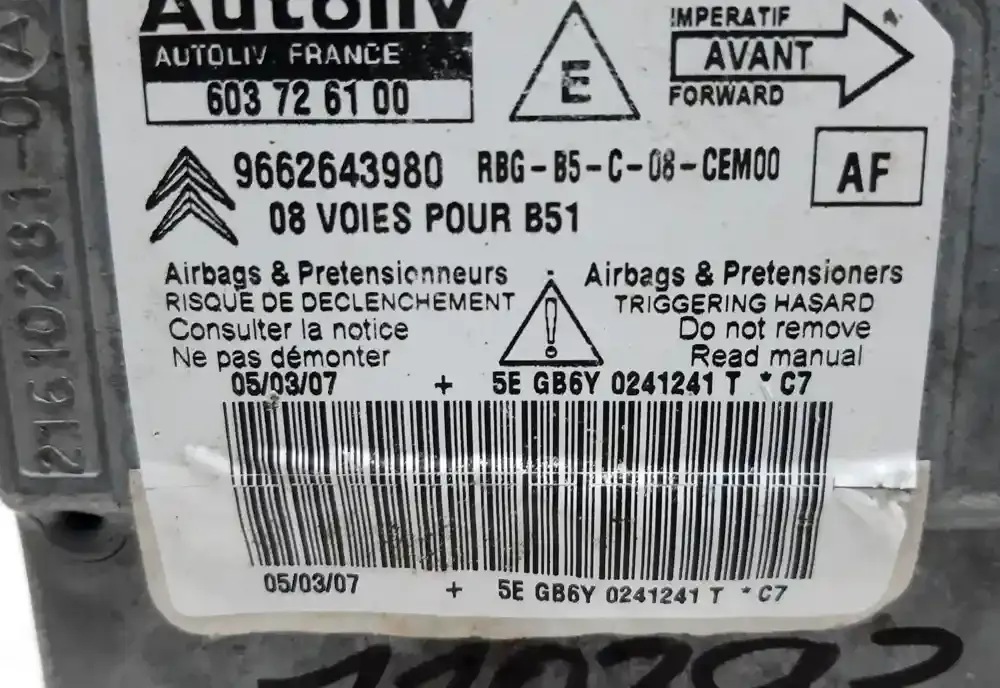 Autoliv
AUTOLIV FRANCE
603 72 61 00
E
IMPERATIF
AVANT
FORWARD
9662643980 RBG-B5-C-08-CEM00
AF
08 VOIES POUR B51
Airbags & Pretensionneurs
RISQUE DE DECLENCHEMENT
Consulter la notice
Ne pas démonter
!
Airbags & Pretensioners
TRIGGERING HASARD
Do not remove
Read manual
05/03/07 + 5E GB6Y 0241241 T *C7
05/03/07 + 5E GB6Y 0241241 T *C7